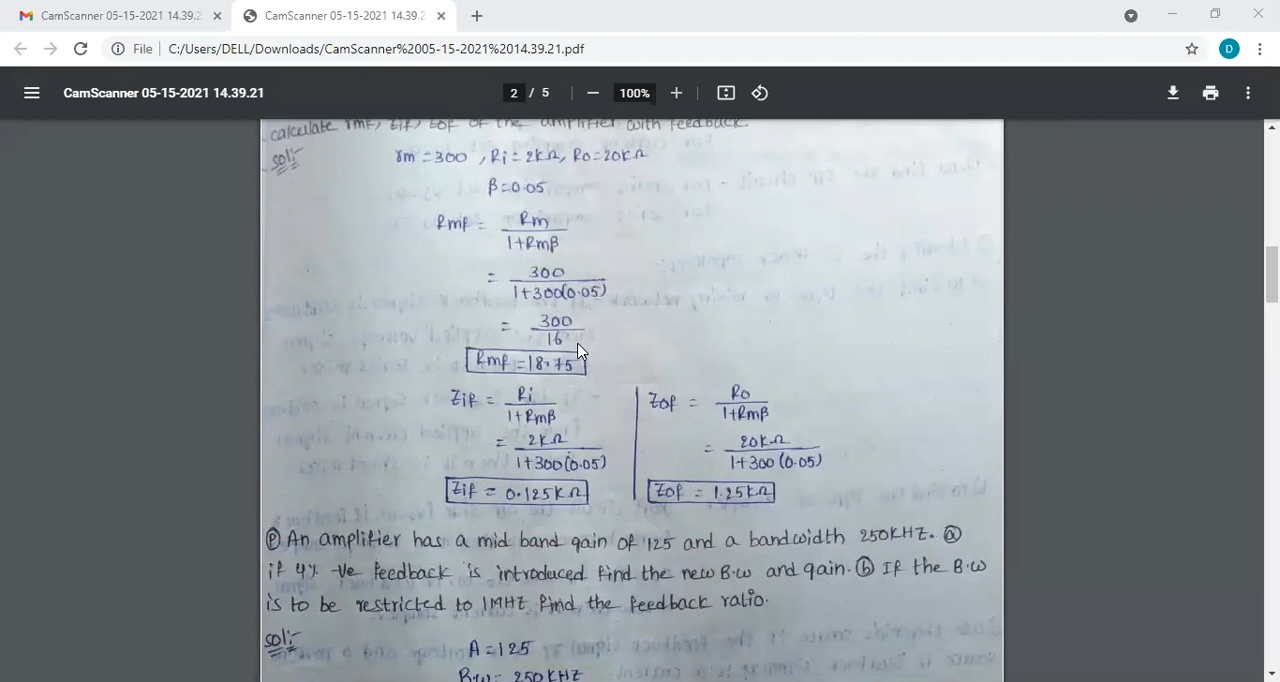 CamScanner 05-15-2021 14.39.2
CamScanner 05-15-2021 14.39.2
File C:/Users/DELL/Downloads/CamScanner%2005-15-2021%2014.39.21.pdf
D
CamScanner 05-15-2021 14.39.21
2 / 5
100%
calculate rmf, Zif, Zof of the amplifier with feedback.
Sol:-
rm = 300 , Ri = 2kΩ, Ro = 20kΩ
β = 0.05
Rmf = Rm / 1+Rmβ
= 300 / 1+300(0.05)
= 300 / 16
Rmf = 18.75
Zif = Ri / 1+Rmβ
= 2kΩ / 1+300(0.05)
Zif = 0.125kΩ
Zof = Ro / 1+Rmβ
= 20kΩ / 1+300(0.05)
Zof = 1.25kΩ
(P) An amplifier has a mid band gain of 125 and a bandwidth 250KHZ. (a)
if 4% -ve feedback is introduced find the new B.w and gain. (b) If the B.W
is to be restricted to 1MHZ find the feedback ratio.
sol:-
A = 125
B.w = 250KHZ